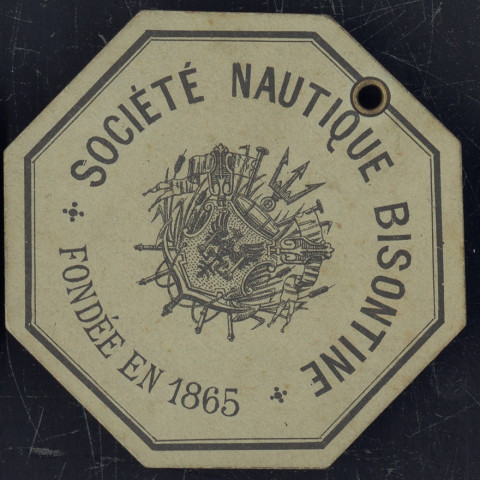 SOCIÉTÉ NAUTIQUE BISONTINE
FONDÉE EN 1865